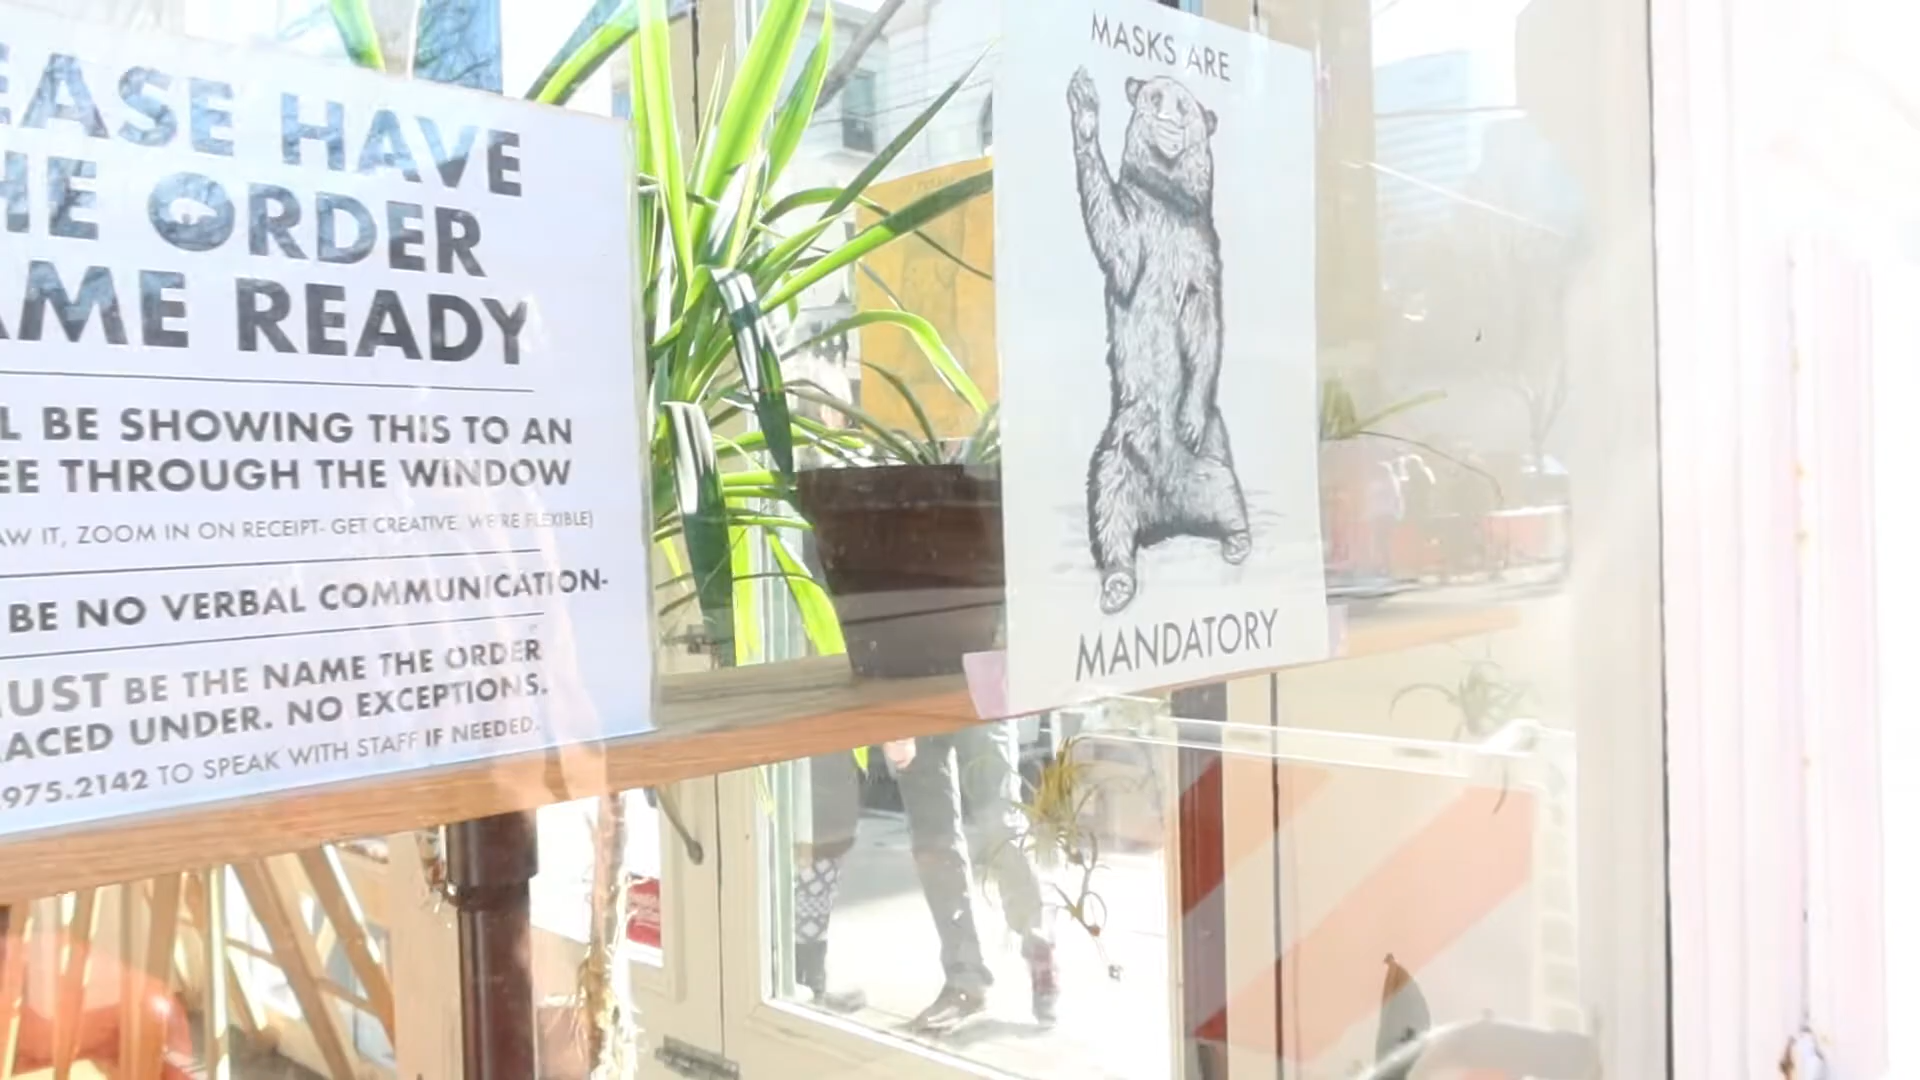 EASE HAVE
HE ORDER
AME READY
L BE SHOWING THIS TO AN
EE THROUGH THE WINDOW
AW IT, ZOOM IN ON RECEIPT- GET CREATIVE, WE'RE FLEXIBLE)
BE NO VERBAL COMMUNICATION-
UST BE THE NAME THE ORDER
ACED UNDER. NO EXCEPTIONS.
.975.2142 TO SPEAK WITH STAFF IF NEEDED.
MASKS ARE
MANDATORY